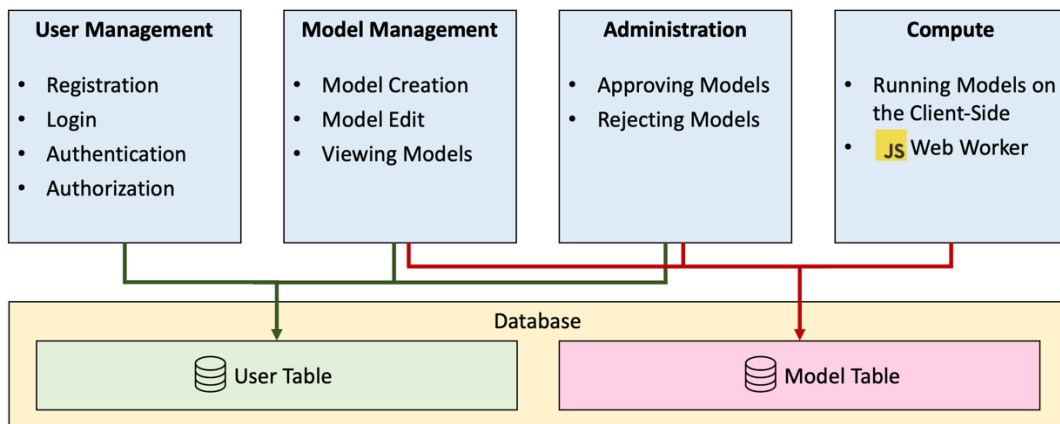 User Management
• Registration
• Login
• Authentication
• Authorization
Model Management
• Model Creation
• Model Edit
• Viewing Models
Administration
• Approving Models
• Rejecting Models
Compute
• Running Models on
the Client-Side
• JS Web Worker
Database
User Table
Model Table